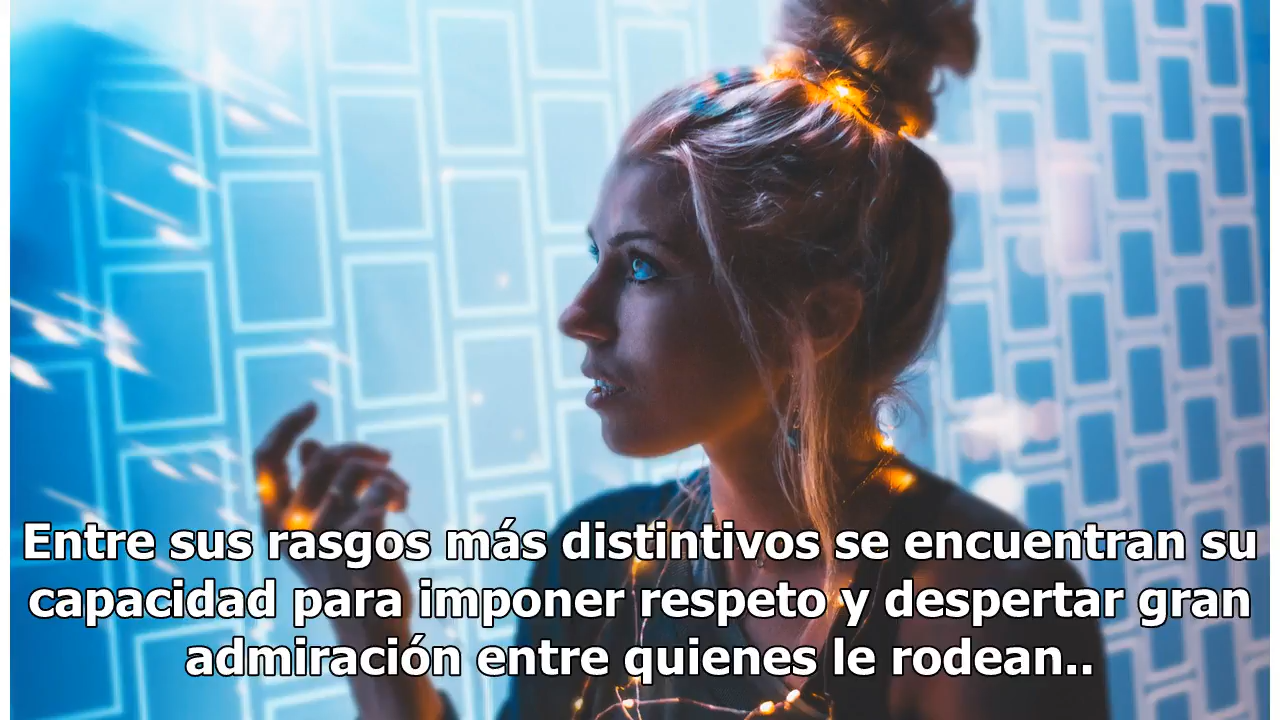 Entre sus rasgos más distintivos se encuentran su
capacidad para imponer respeto y despertar gran
admiración entre quienes le rodean..